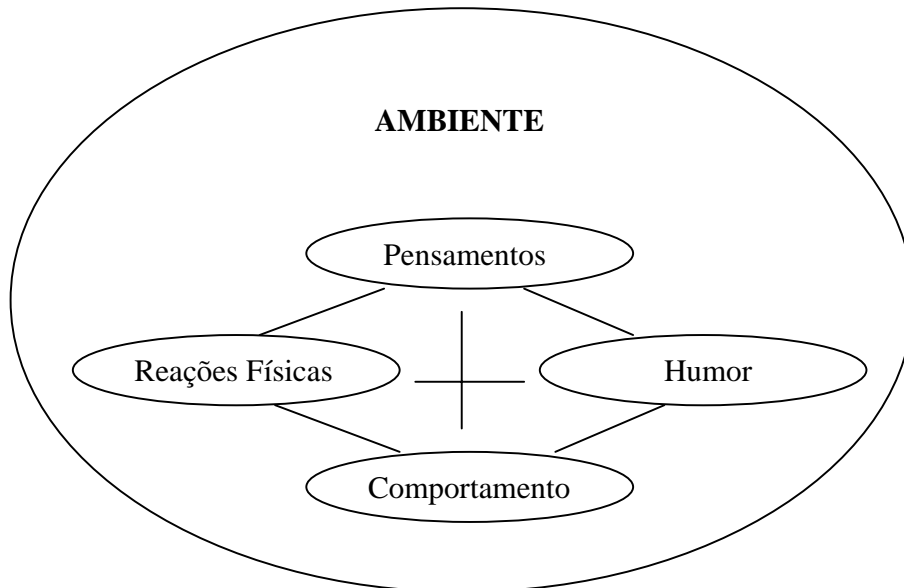 AMBIENTE
Pensamentos
Reações Físicas
Humor
Comportamento